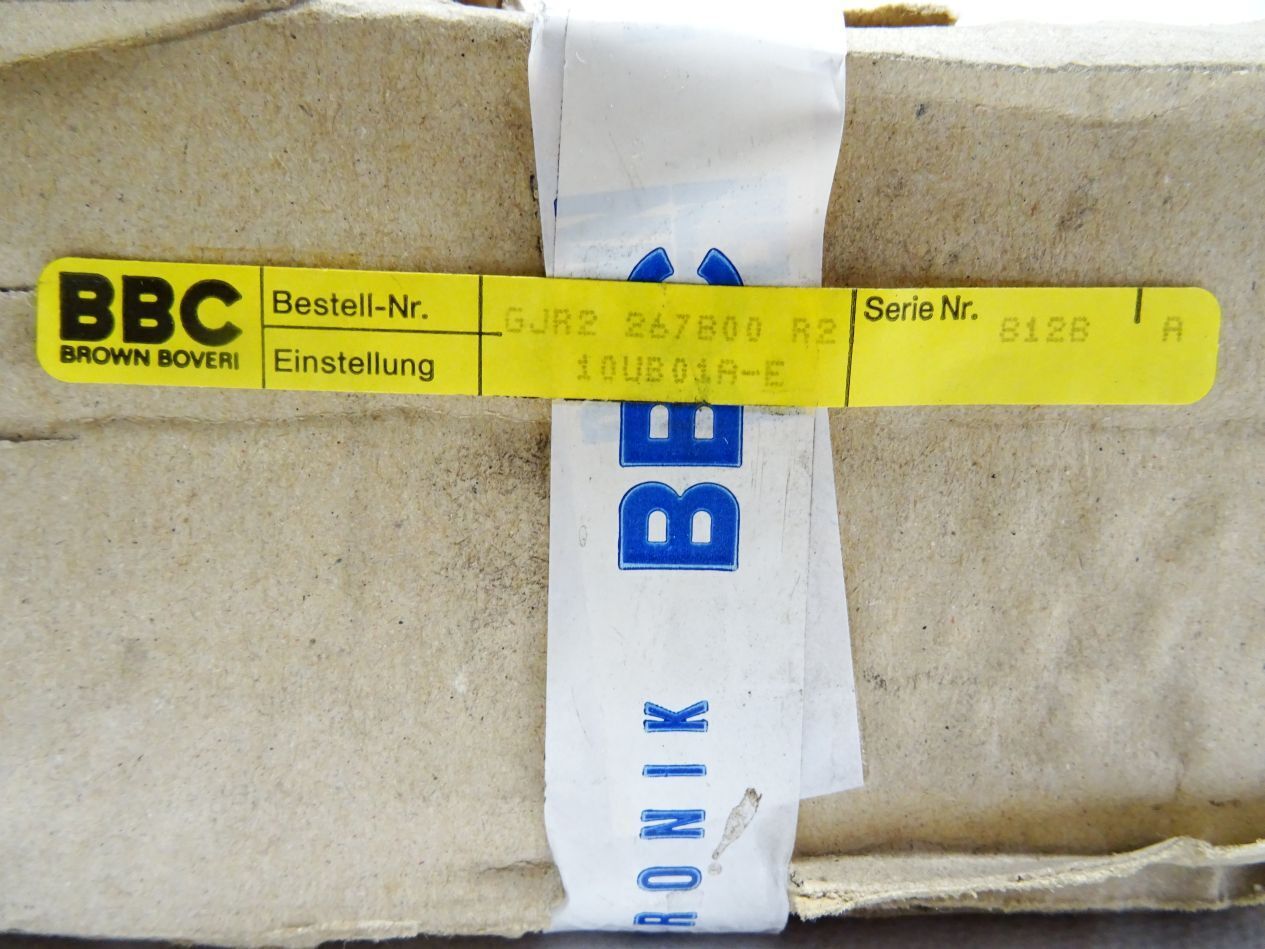 BBC
BROWN BOVERI
Bestell-Nr. GJR2 267800 R2
Einstellung 10UB01A-E
Serie Nr. 8128 A
BBC
RONIK